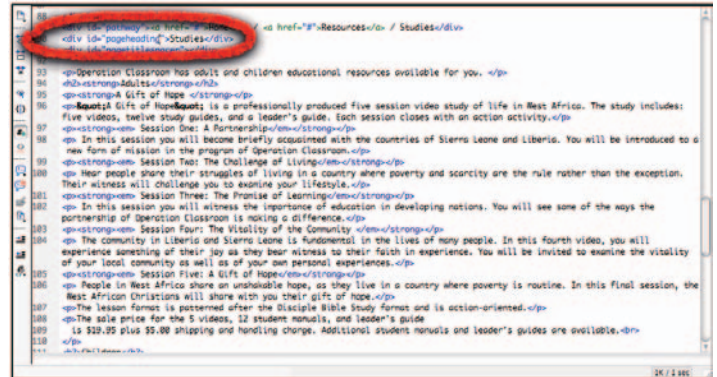 88
<div id="pathway"><a href="#">Home</a> / <a href="#">Resources</a> / Studies</div>
<div id="pageheading">Studies</div>
<div id="pagetitlespacer"></div>
93 <p>Operation Classroom has adult and children educational resources available for you. </p>
94 <h2><strong>Adults</strong></h2>
95 <p><strong>A Gift of Hope </strong></p>
96 <p>&quot;A Gift of Hope&quot; is a professionally produced five session video study of life in West Africa. The study includes:
five videos, twelve study guides, and a leader's guide. Each session closes with an action activity.</p>
97 <p><strong><em> Session One: A Partnership</em></strong></p>
98 <p> In this session you will become briefly acquainted with the countries of Sierra Leone and Liberia. You will be introduced to a
new form of mission in the program of Operation Classroom.</p>
99 <p><strong><em> Session Two: The Challenge of Living</em></strong></p>
100 <p> Hear people share their struggles of living in a country where poverty and scarcity are the rule rather than the exception.
Their witness will challenge you to examine your lifestyle.</p>
101 <p><strong><em> Session Three: The Promise of Learning</em></strong></p>
102 <p> In this session you will witness the importance of education in developing nations. You will see some of the ways the
partnership of Operation Classroom is making a difference.</p>
103 <p><strong><em> Session Four: The Vitality of the Community </em></strong></p>
104 <p> The community in Liberia and Sierra Leone is fundamental in the lives of many people. In this fourth video, you will
experience something of their joy as they bear witness to their faith in experience. You will be invited to examine the vitality
of your local community as well as of your own personal experiences.</p>
105 <p><strong><em> Session Five: A Gift of Hope</em></strong></p>
106 <p> People in West Africa share an unshakable hope, as they live in a country where poverty is routine. In this final session, the
West African Christians will share with you their gift of hope.</p>
107 <p>The lesson format is patterned after the Disciple Bible Study format and is action-oriented.</p>
108 <p>The sale price for the 5 videos, 12 student manuals, and leader's guide
109 is $19.95 plus $5.00 shipping and handling charge. Additional student manuals and leader's guides are available.<br>
110 </p>
111 <h2>Children</h2>
1K / 1 sec